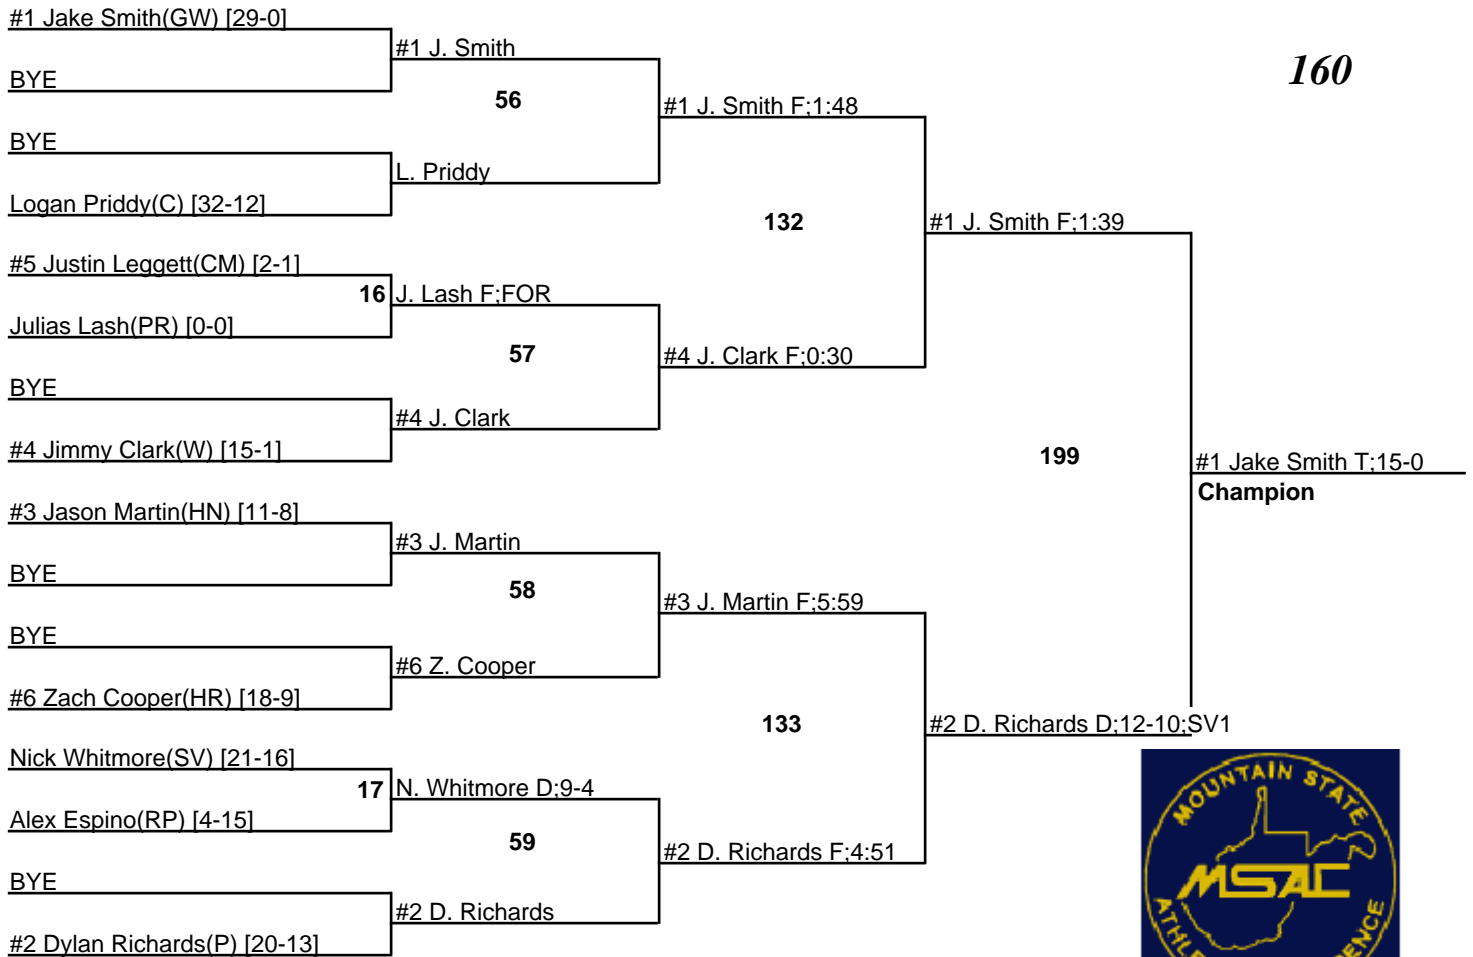 #1 Jake Smith(GW) [29-0]
#1 J. Smith
BYE
56
160
#1 J. Smith F;1:48
BYE
L. Priddy
Logan Priddy(C) [32-12]
132
#1 J. Smith F;1:39
#5 Justin Leggett(CM) [2-1]
16
J. Lash F;FOR
Julias Lash(PR) [0-0]
57
#4 J. Clark F;0:30
BYE
#4 J. Clark
#4 Jimmy Clark(W) [15-1]
199
#1 Jake Smith T;15-0
Champion
#3 Jason Martin(HN) [11-8]
#3 J. Martin
BYE
58
#3 J. Martin F;5:59
BYE
#6 Z. Cooper
#6 Zach Cooper(HR) [18-9]
133
#2 D. Richards D;12-10;SV1
Nick Whitmore(SV) [21-16]
17
N. Whitmore D;9-4
Alex Espino(RP) [4-15]
59
#2 D. Richards F;4:51
BYE
#2 D. Richards
#2 Dylan Richards(P) [20-13]
MOUNTAIN STATE
MSAC